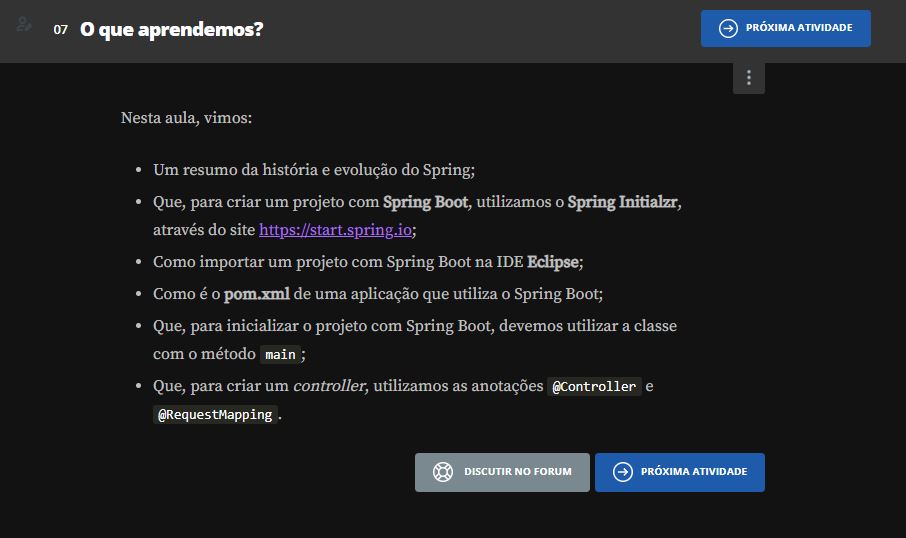 07 O que aprendemos?
PRÓXIMA ATIVIDADE
Nesta aula, vimos:
• Um resumo da história e evolução do Spring;
• Que, para criar um projeto com Spring Boot, utilizamos o Spring Initialzr,
através do site https://start.spring.io;
• Como importar um projeto com Spring Boot na IDE Eclipse;
• Como é o pom.xml de uma aplicação que utiliza o Spring Boot;
• Que, para inicializar o projeto com Spring Boot, devemos utilizar a classe
com o método main;
• Que, para criar um controller, utilizamos as anotações @Controller e
@RequestMapping.
DISCUTIR NO FORUM PRÓXIMA ATIVIDADE